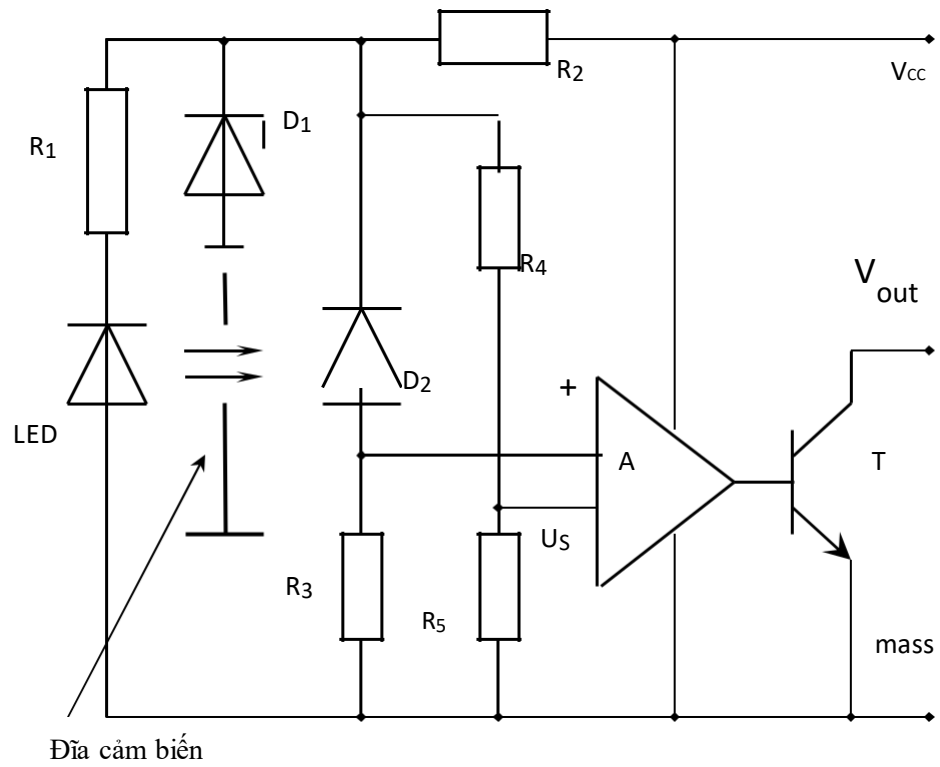 R2
VCC
D1
R1
R4
Vout
D2
+
LED
A
T
US
R3
R5
mass
Đĩa cảm biến